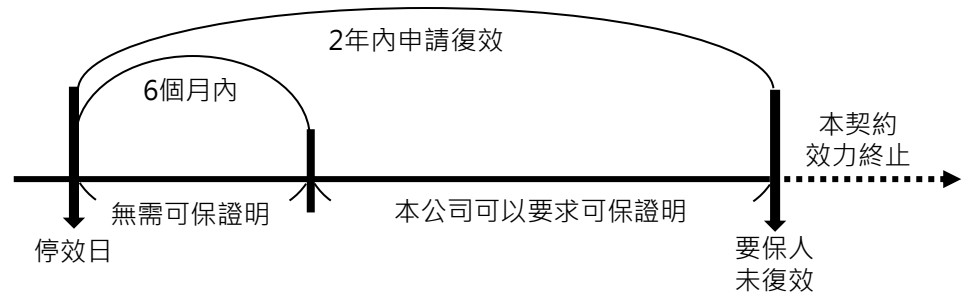 2年內申請復效
6個月內
本契約
效力終止
無需可保證明
本公司可以要求可保證明
停效日
要保人
未復效